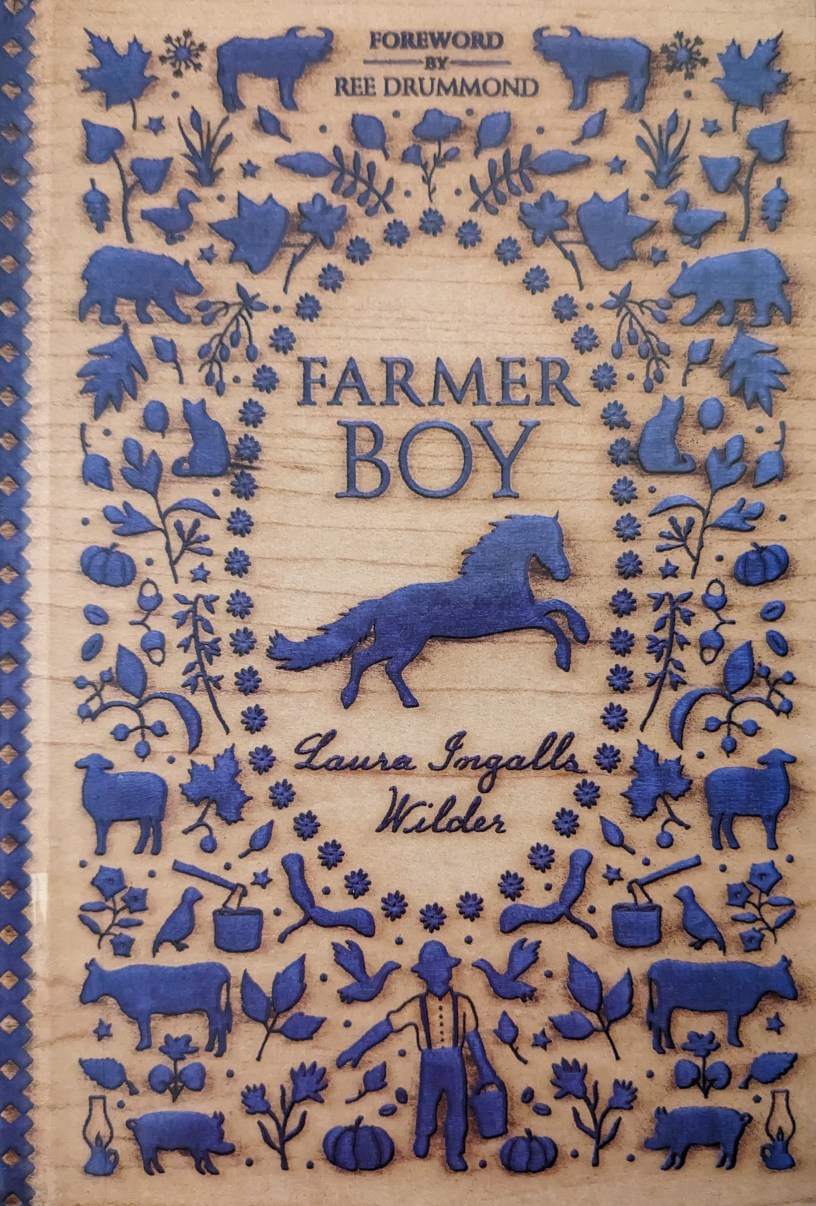 FOREWORD
BY
REE DRUMMOND
FARMER
BOY
Laura Ingalls
Wilder